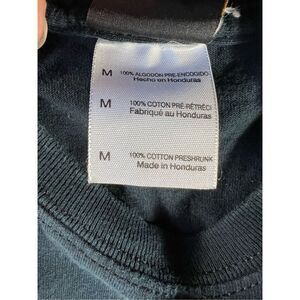 M 100% ALGODÓN PRE-ENCOGIDO
Hecho en Honduras
M 100% COTON PRÉ-RÉTRÉCI
Fabriqué au Honduras
M 100% COTTON PRESHRUNK
Made in Honduras